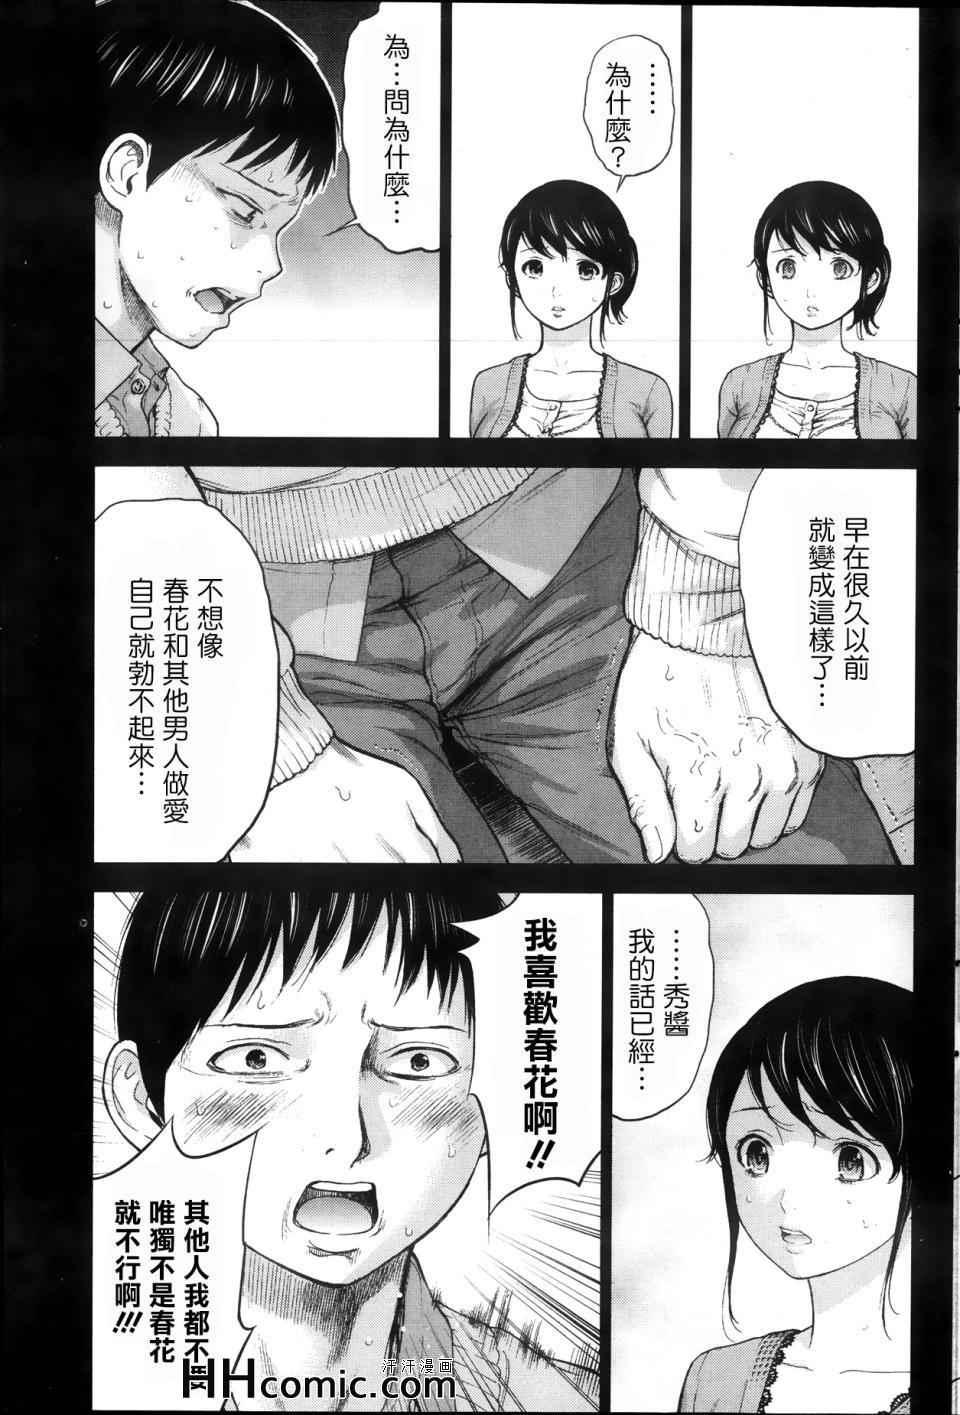 ……
為什麼？
為…問為什麼…
早在很久以前
就變成這樣了…
不想像
春花和其他男人做愛
自己就勃不起來…
……秀醬
我的話已經…
我喜歡春花啊!!
其他人我都不要
唯獨不是春花
就不行啊!!!
汗汗漫画
HHcomic.com